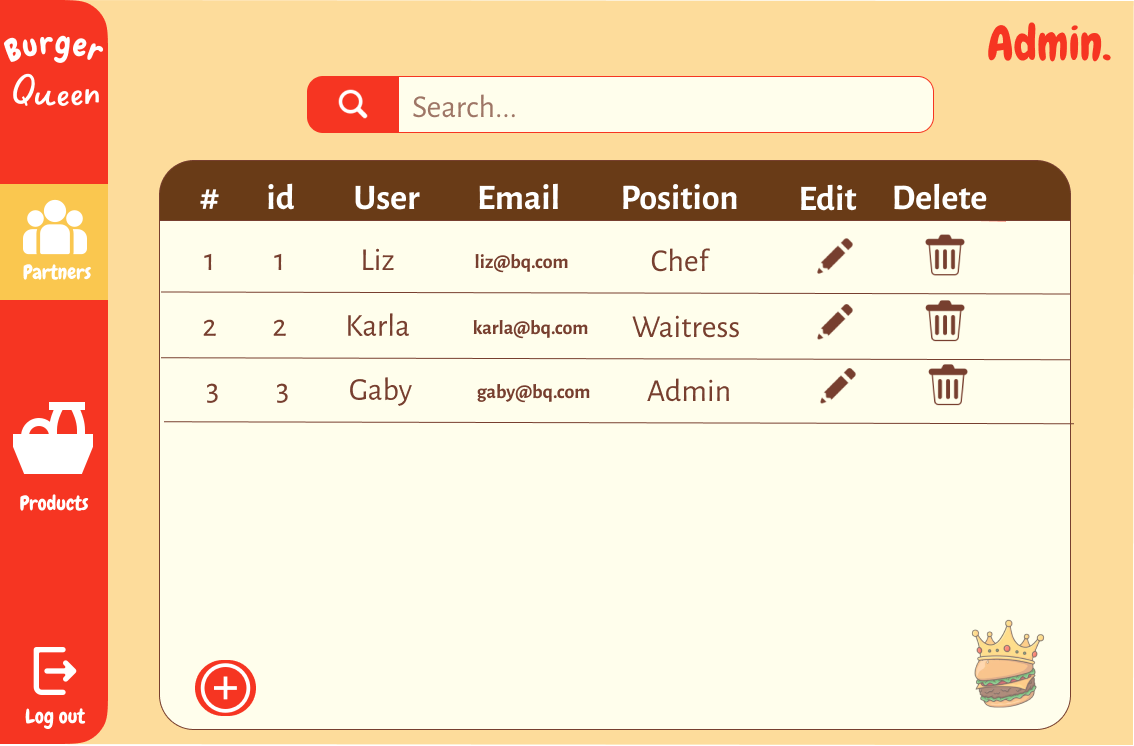 Burger
Queen
Admin.
Search...
# id User Email Position Edit Delete
1 1 Liz liz@bq.com Chef
2 2 Karla karla@bq.com Waitress
3 3 Gaby gaby@bq.com Admin
Partners
Products
Log out